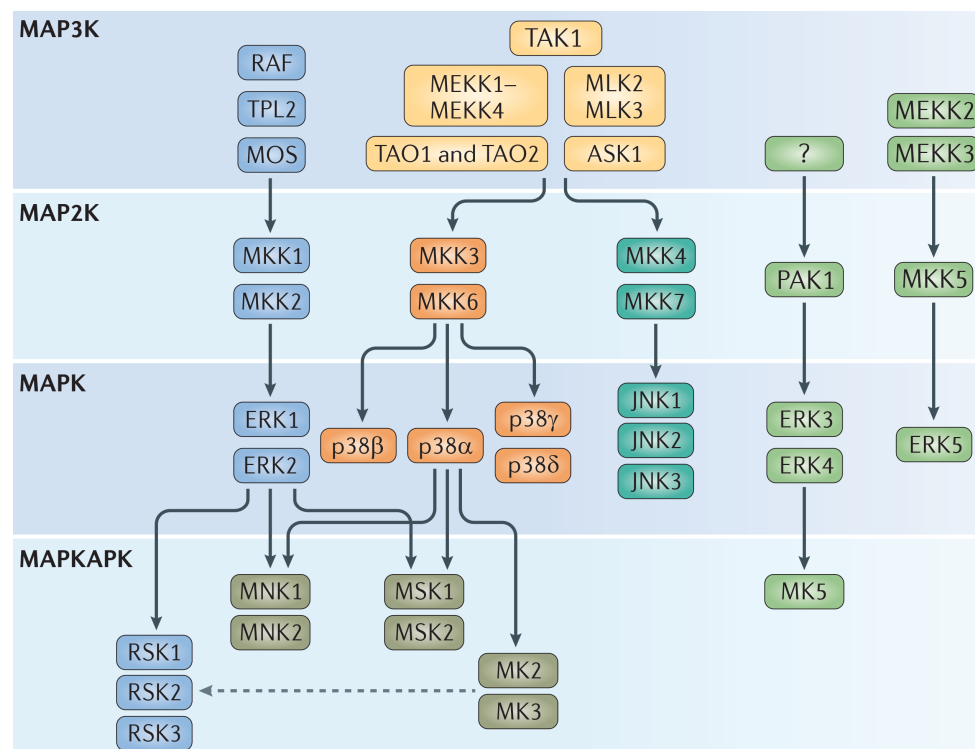 MAP3K
TAK1
RAF
MEKK1–
MEKK4
MLK2
MLK3
TPL2
MEKK2
MOS
TAO1 and TAO2
ASK1
?
MEKK3
MAP2K
MKK1
MKK3
MKK4
PAK1
MKK5
MKK2
MKK6
MKK7
MAPK
ERK1
p38β
p38α
p38γ
JNK1
ERK3
ERK5
ERK2
p38δ
JNK2
ERK4
JNK3
MAPKAPK
MNK1
MSK1
MK5
MNK2
MSK2
RSK1
MK2
RSK2
MK3
RSK3